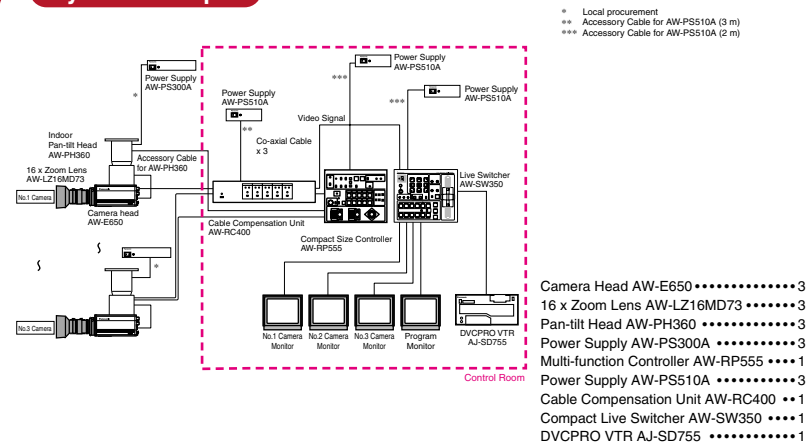 * Local procurement
** Accessory Cable for AW-PS510A (3 m)
*** Accessory Cable for AW-PS510A (2 m)
Power Supply
AW-PS300A
*
Power Supply
AW-PS510A
**
***
Power Supply
AW-PS510A
***
Power Supply
AW-PS510A
Video Signal
Co-axial Cable
x 3
Indoor
Pan-tilt Head
AW-PH360
Accessory Cable
for AW-PH360
16 x Zoom Lens
AW-LZ16MD73
No.1 Camera
Camera head
AW-E650
Live Switcher
AW-SW350
Cable Compensation Unit
AW-RC400
Compact Size Controller
AW-RP555
*
No.3 Camera
No.1 Camera
Monitor
No.2 Camera
Monitor
No.3 Camera
Monitor
Program
Monitor
DVCPRO VTR
AJ-SD755
Control Room
Camera Head AW-E650 •••••••••••••• 3
16 x Zoom Lens AW-LZ16MD73 ••••••• 3
Pan-tilt Head AW-PH360 •••••••••••• 3
Power Supply AW-PS300A ••••••••••• 3
Multi-function Controller AW-RP555 •••• 1
Power Supply AW-PS510A ••••••••••• 3
Cable Compensation Unit AW-RC400 •• 1
Compact Live Switcher AW-SW350 •••• 1
DVCPRO VTR AJ-SD755 •••••••••••• 1